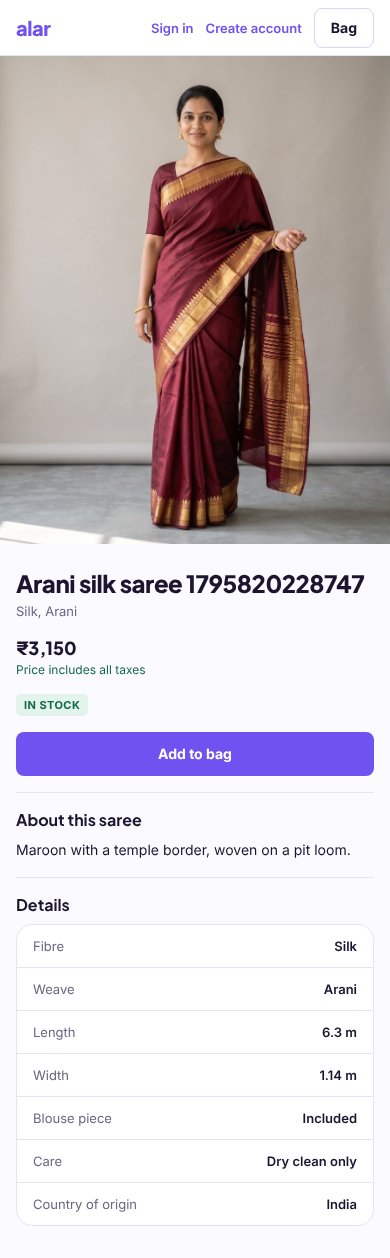 alar
Sign in Create account Bag
Arani silk saree 1795820228747
Silk, Arani
₹3,150
Price includes all taxes
IN STOCK
Add to bag
About this saree
Maroon with a temple border, woven on a pit loom.
Details
Fibre Silk
Weave Arani
Length 6.3 m
Width 1.14 m
Blouse piece Included
Care Dry clean only
Country of origin India